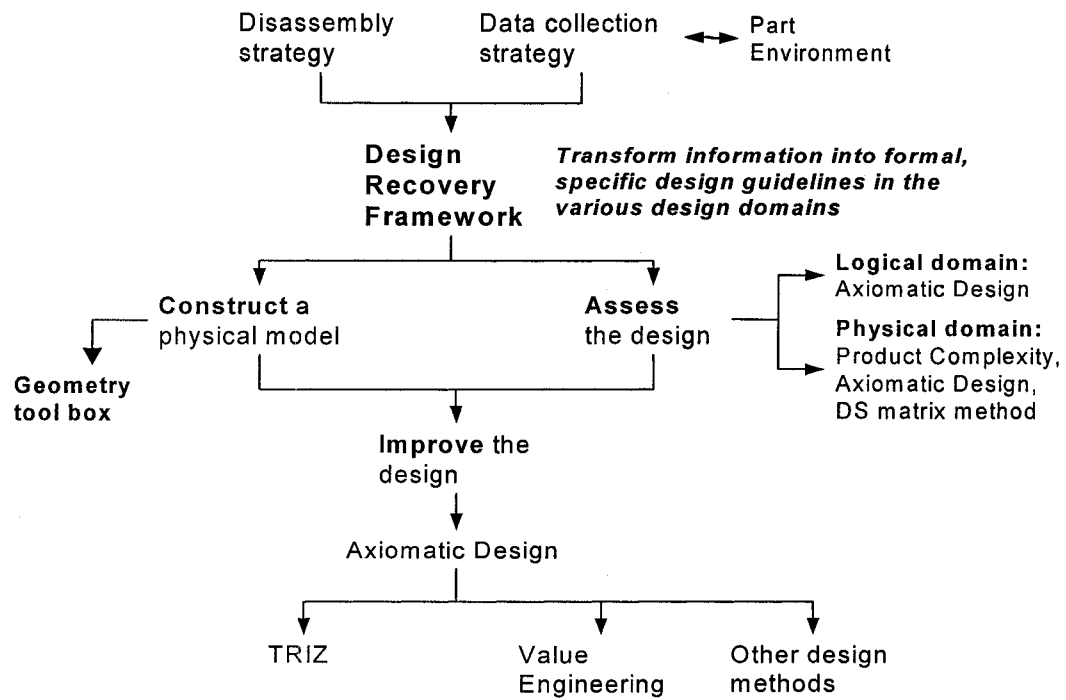 Disassembly
strategy
Data collection
strategy
Part
Environment
Design
Recovery
Framework
Transform information into formal,
specific design guidelines in the
various design domains
Construct a
physical model
Assess
the design
Logical domain:
Axiomatic Design
Physical domain:
Product Complexity,
Axiomatic Design,
DS matrix method
Geometry
tool box
Improve the
design
Axiomatic Design
TRIZ
Value
Engineering
Other design
methods